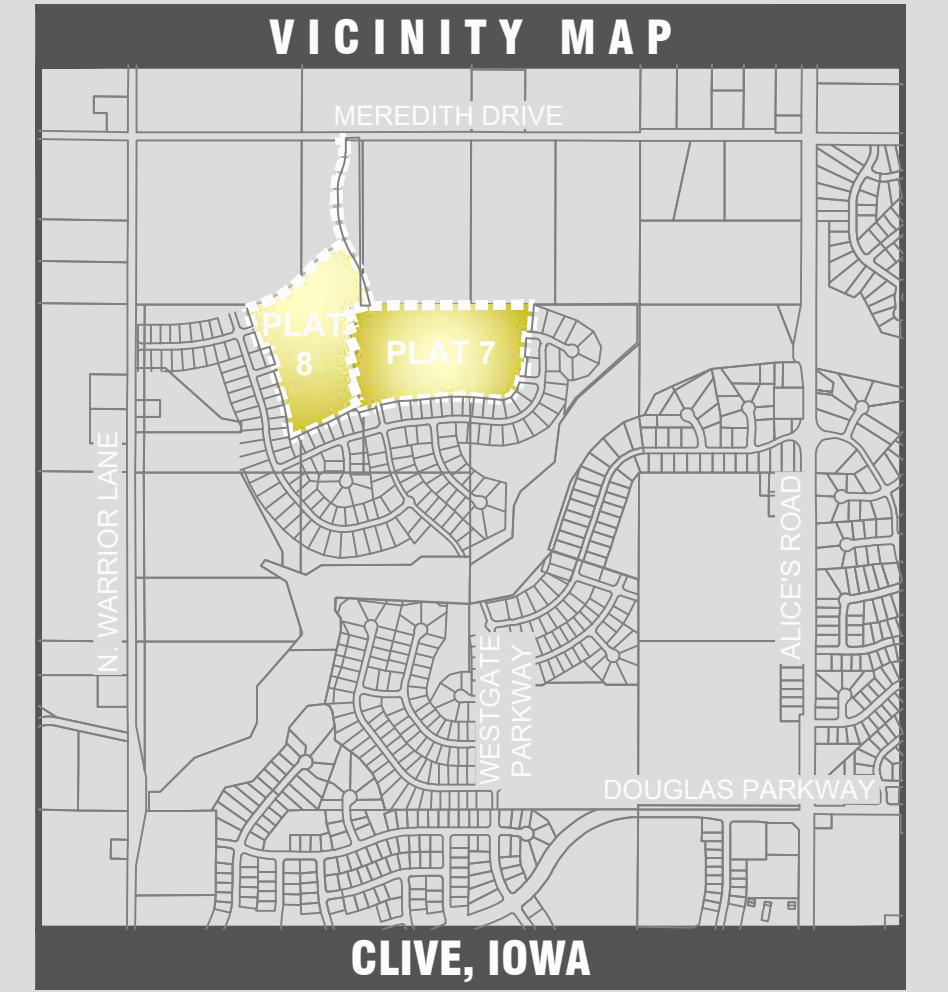 VICINITY MAP
MEREDITH DRIVE
PLAT
8
PLAT 7
N. WARRIOR LANE
ALICE'S ROAD
WESTGATE
PARKWAY
DOUGLAS PARKWAY
CLIVE, IOWA